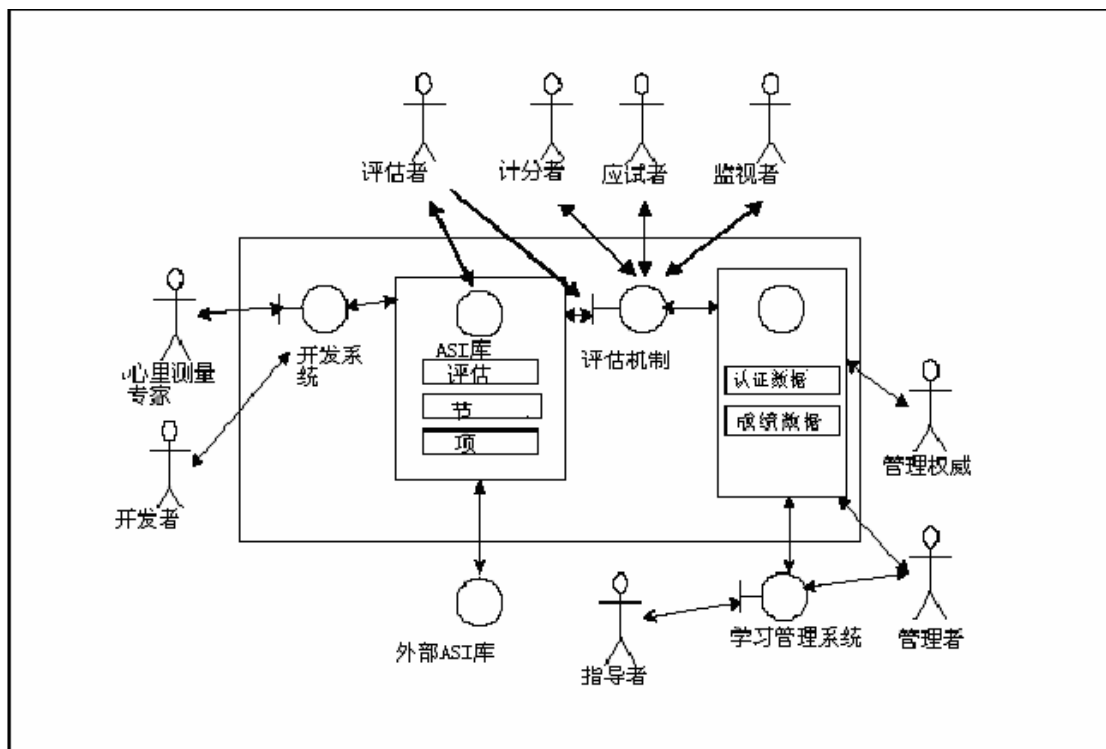 评估者
计分者
应试者
监视者
心里测量
专家
开发系
统
ASI库
评估
节
项
评估机制
认证数据
成绩数据
管理权威
开发者
外部ASI库
指导者
学习管理系统
管理者